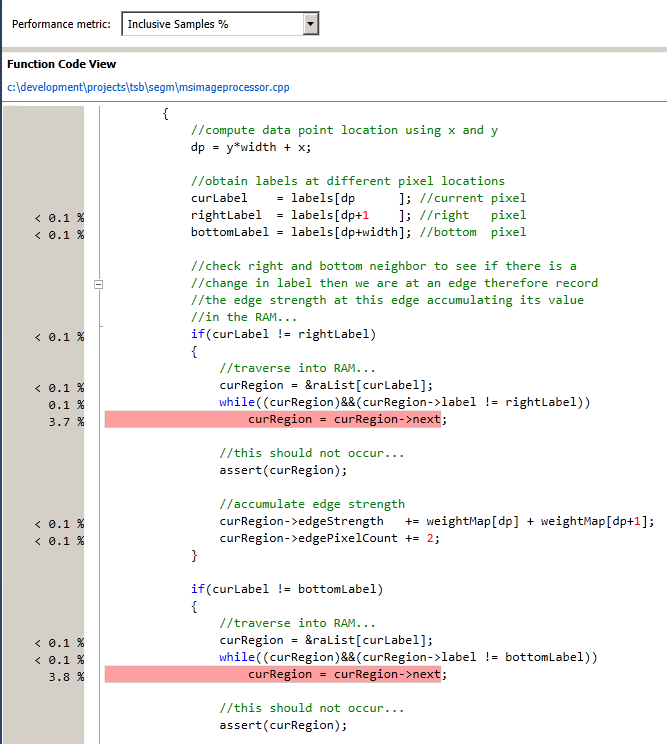 Performance metric: Inclusive Samples %
Function Code View
c:\development\projects\tsb\segm\msimageprocessor.cpp
{
//compute data point location using x and y
dp = y*width + x;
//obtain labels at different pixel locations
curLabel    = labels[dp      ]; //current pixel
< 0.1 % rightLabel  = labels[dp+1    ]; //right   pixel
< 0.1 % bottomLabel = labels[dp+width]; //bottom  pixel
//check right and bottom neighbor to see if there is a
//change in label then we are at an edge therefore record
//the edge strength at this edge accumulating its value
//in the RAM...
< 0.1 % if(curLabel != rightLabel)
{
//traverse into RAM...
< 0.1 % curRegion = &raList[curLabel];
0.1 % while((curRegion)&&(curRegion->label != rightLabel))
3.7 % curRegion = curRegion->next;
//this should not occur...
assert(curRegion);
//accumulate edge strength
< 0.1 % curRegion->edgeStrength   += weightMap[dp] + weightMap[dp+1];
< 0.1 % curRegion->edgePixelCount += 2;
}
if(curLabel != bottomLabel)
{
//traverse into RAM...
< 0.1 % curRegion = &raList[curLabel];
< 0.1 % while((curRegion)&&(curRegion->label != bottomLabel))
3.8 % curRegion = curRegion->next;
//this should not occur...
assert(curRegion);